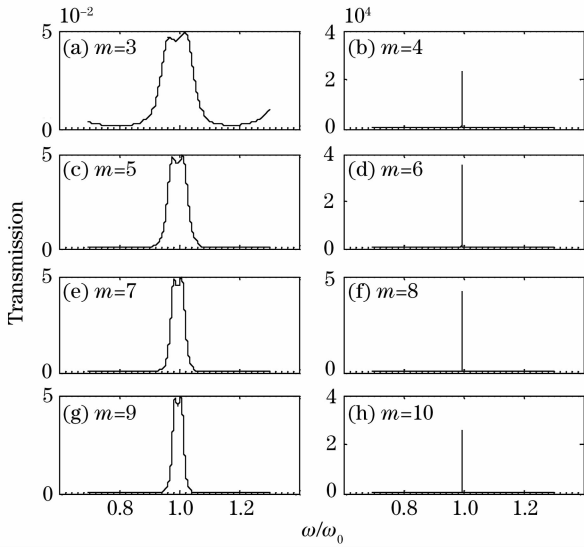 10⁻² 10⁴
5 (a) m=3 4 (b) m=4
2
0 0
5 (c) m=5 4 (d) m=6
2
0 0
5 (e) m=7 5 (f) m=8
0 0
5 (g) m=9 4 (h) m=10
2
0 0
0.8 1.0 1.2 0.8 1.0 1.2
ω/ω₀
Transmission